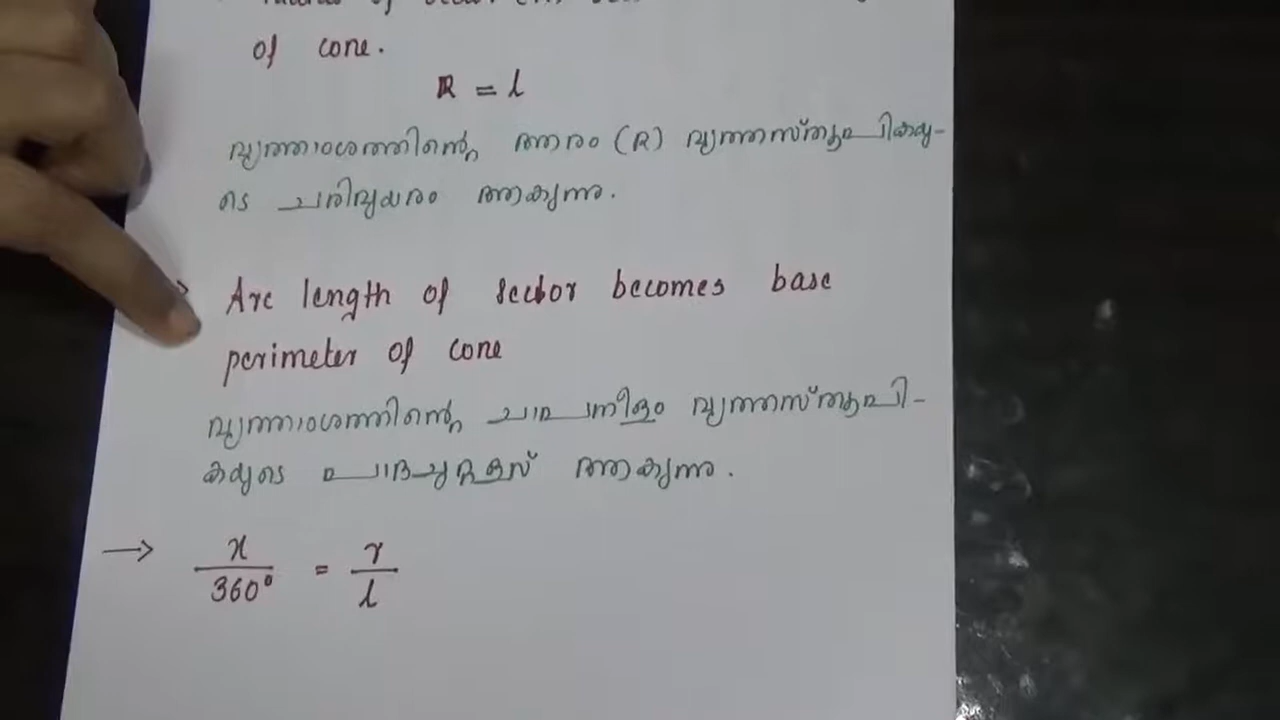 of cone.
R = l
വൃത്താംശത്തിന്റെ ആരം (R) വൃത്തസ്തൂപികയു-
ടെ ചരിവുയരം ആകുന്നു.
Arc length of sector becomes base
perimeter of cone
വൃത്താംശത്തിന്റെ ചാപനീളം വൃത്തസ്തൂപി-
കയുടെ പാദചുറ്റളവ് ആകുന്നു.
→ x/360° = r/l